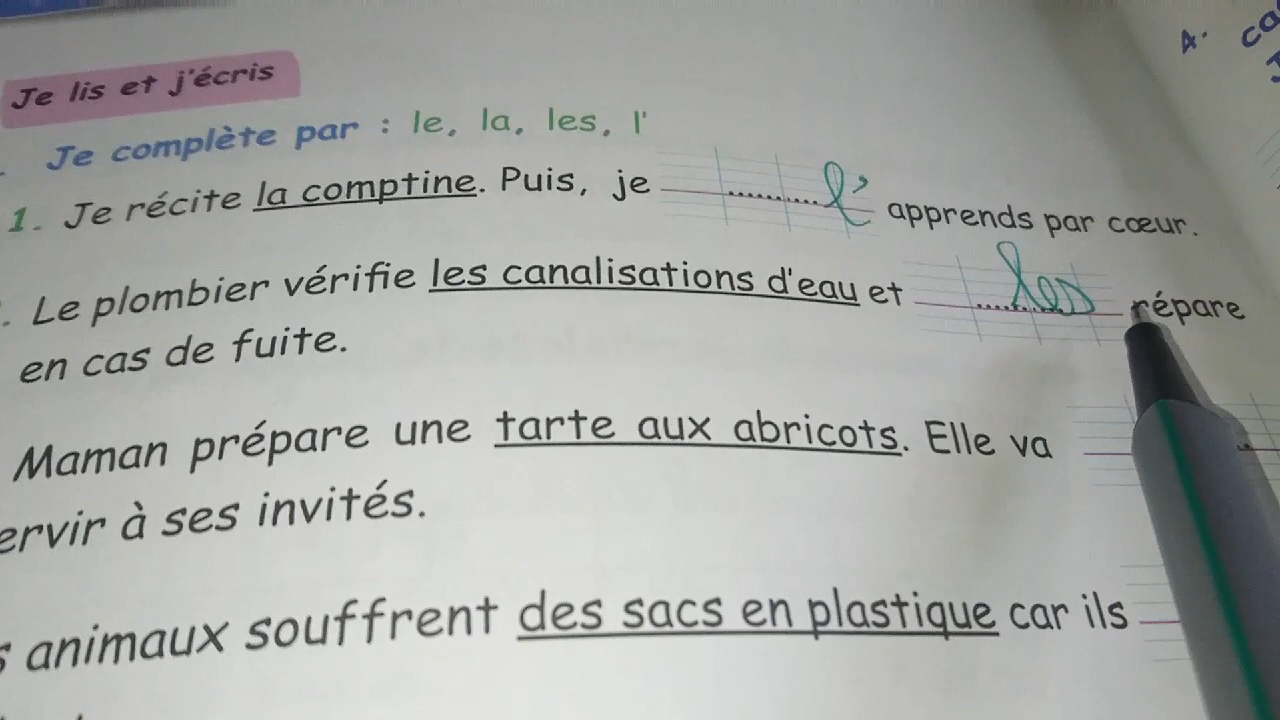 Je lis et j'écris
Je complète par : le, la, les, l'
1. Je récite la comptine. Puis, je ........... l' apprends par cœur.
. Le plombier vérifie les canalisations d'eau et ........... les répare
en cas de fuite.
Maman prépare une tarte aux abricots. Elle va
ervir à ses invités.
s animaux souffrent des sacs en plastique car ils
A. ca